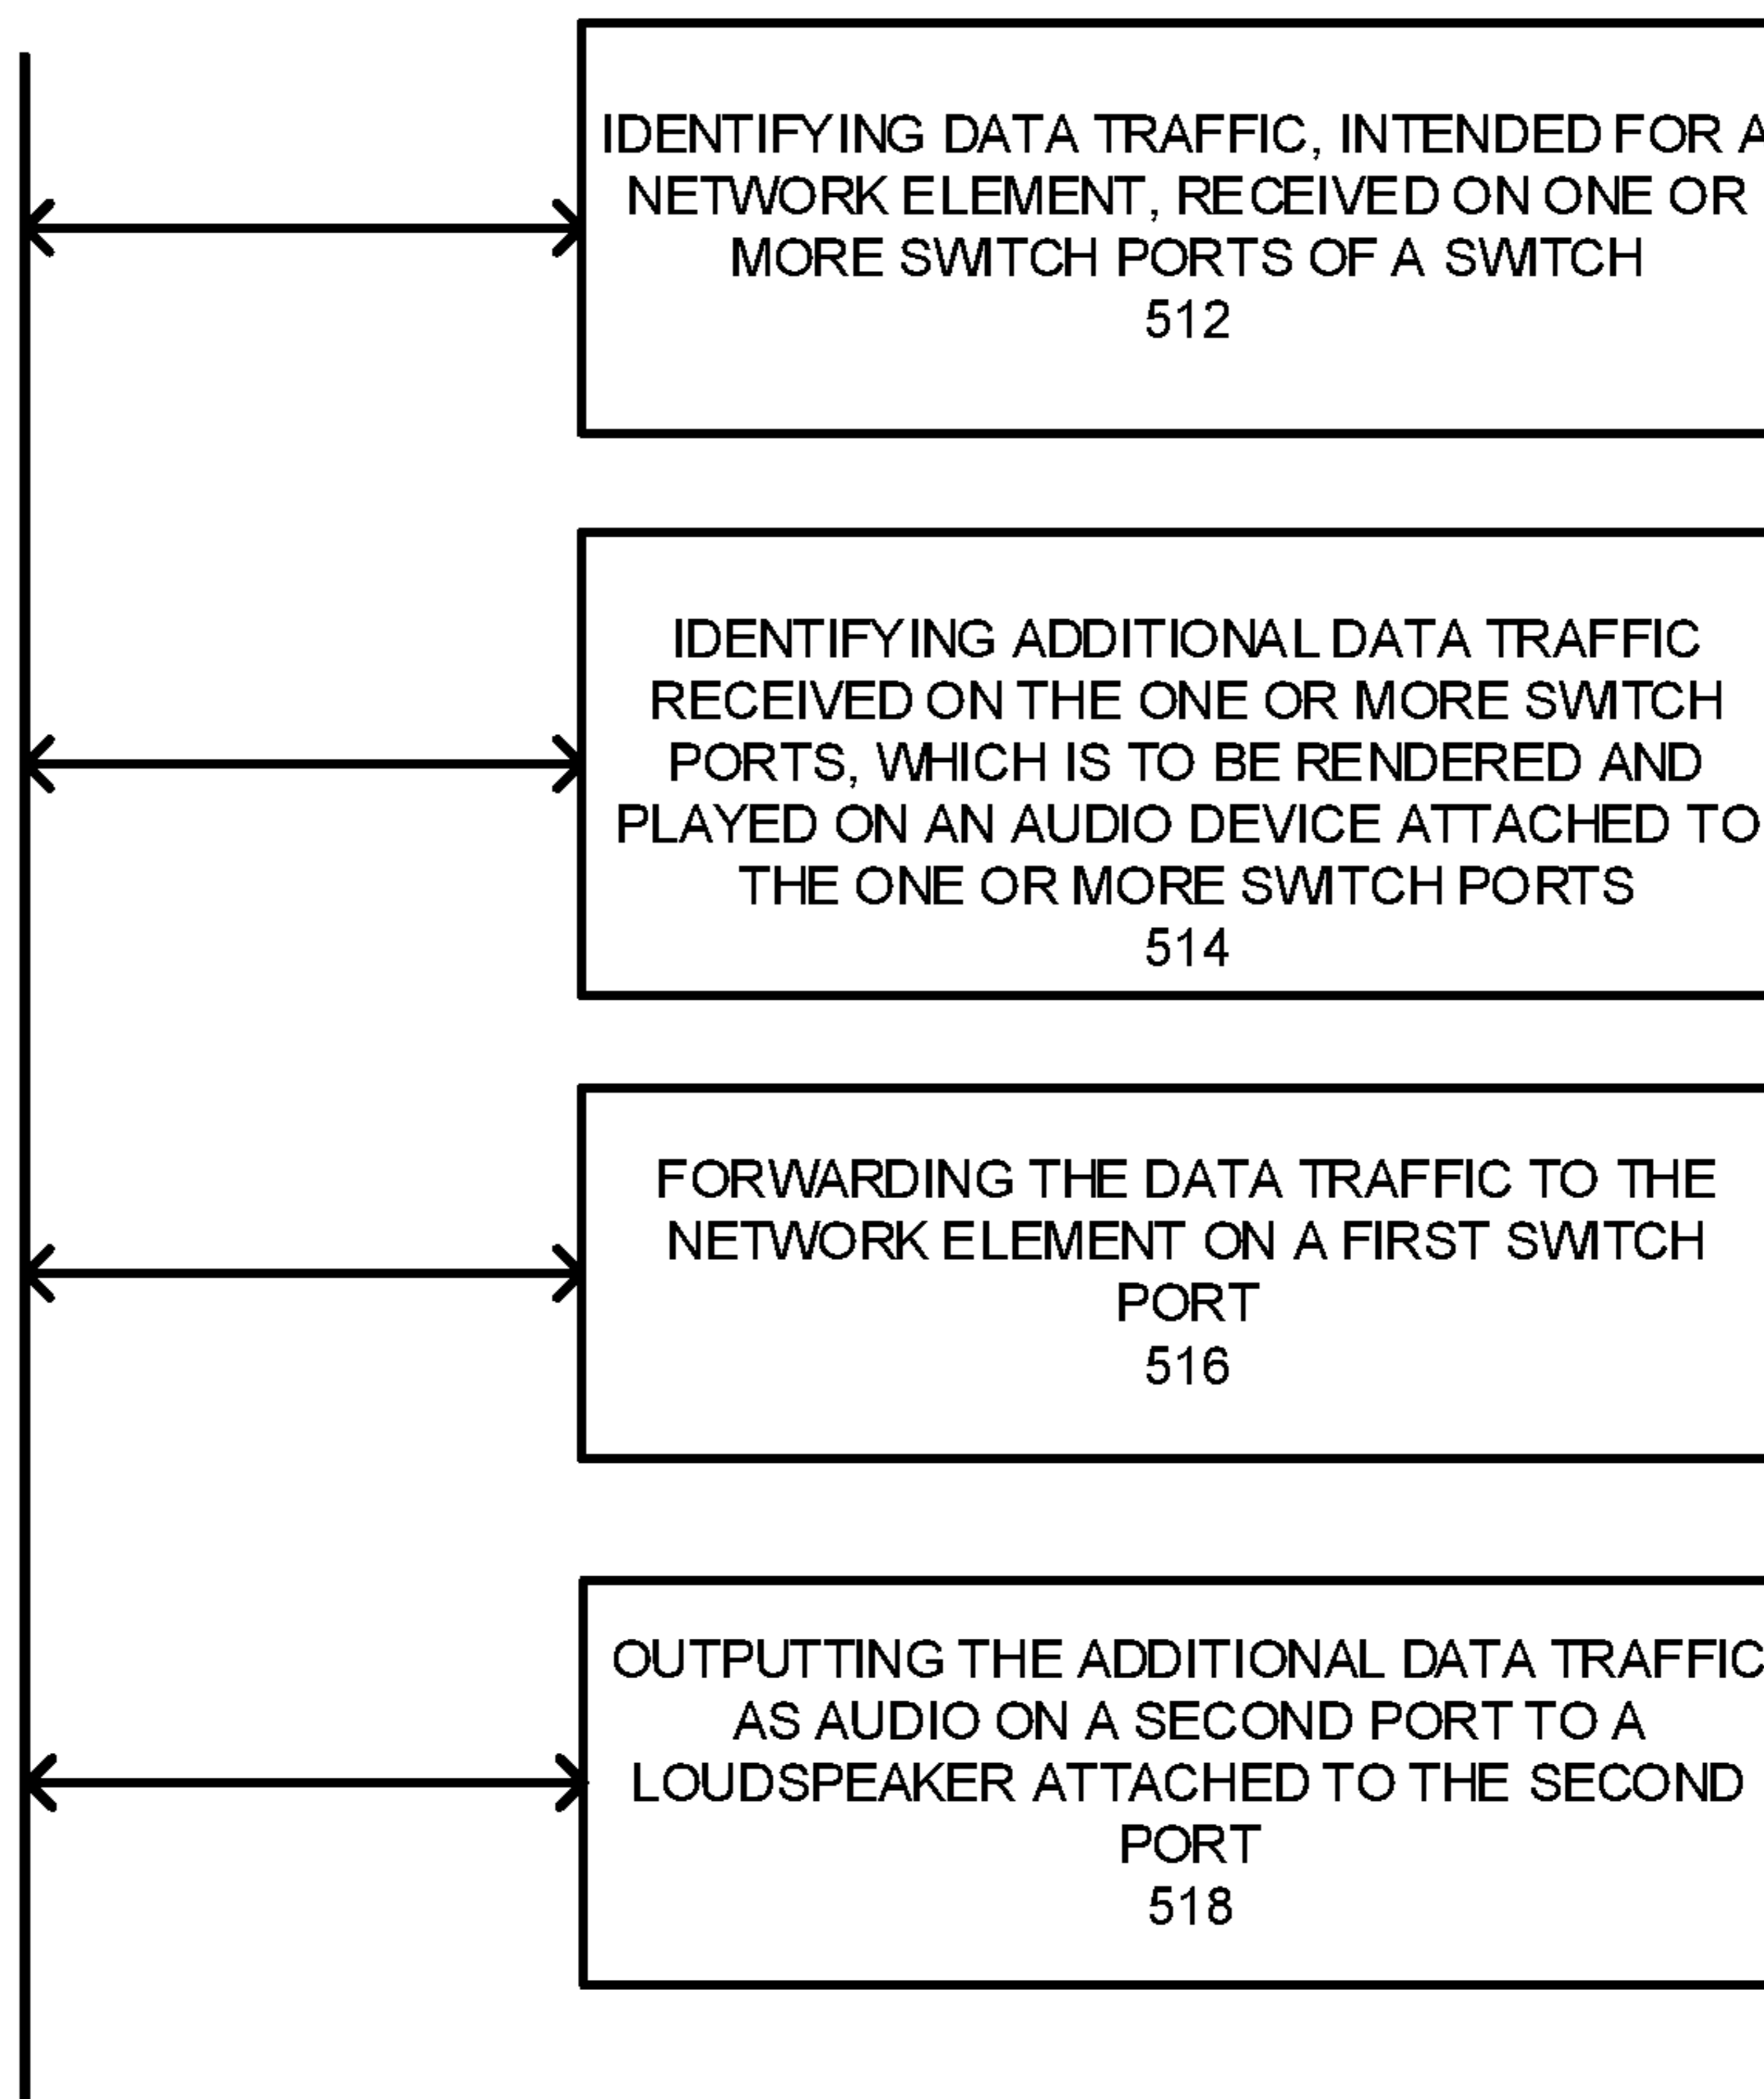 IDENTIFYING DATA TRAFFIC, INTENDED FOR A
NETWORK ELEMENT, RECEIVED ON ONE OR
MORE SWITCH PORTS OF A SWITCH
512
IDENTIFYING ADDITIONAL DATA TRAFFIC
RECEIVED ON THE ONE OR MORE SWITCH
PORTS, WHICH IS TO BE RENDERED AND
PLAYED ON AN AUDIO DEVICE ATTACHED TO
THE ONE OR MORE SWITCH PORTS
514
FORWARDING THE DATA TRAFFIC TO THE
NETWORK ELEMENT ON A FIRST SWITCH
PORT
516
OUTPUTTING THE ADDITIONAL DATA TRAFFIC
AS AUDIO ON A SECOND PORT TO A
LOUDSPEAKER ATTACHED TO THE SECOND
PORT
518